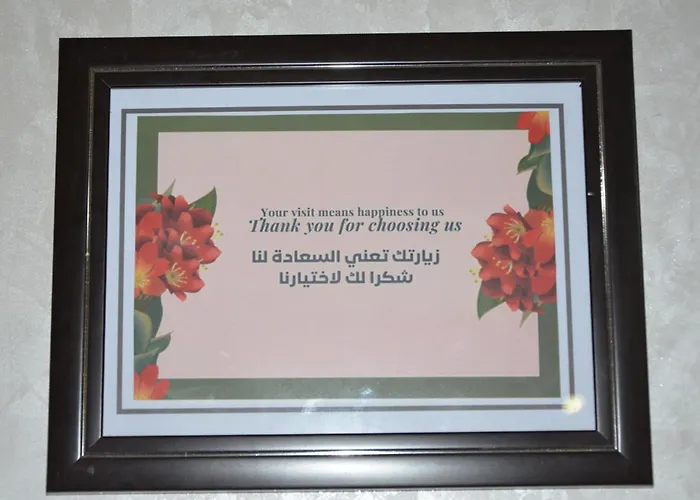 Your visit means happiness to us
Thank you for choosing us
زيارتك تعني السعادة لنا
شكرا لك لاختيارنا